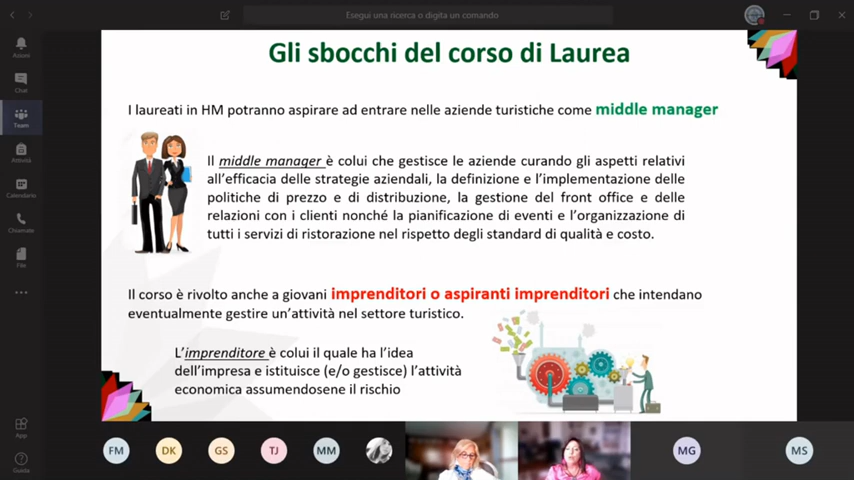 Esegui una ricerca o digita un comando
Azioni
Chat
Team
Attività
Calendario
Chiamate
File
Gli sbocchi del corso di Laurea
I laureati in HM potranno aspirare ad entrare nelle aziende turistiche come middle manager
Il middle manager è colui che gestisce le aziende curando gli aspetti relativi
all'efficacia delle strategie aziendali, la definizione e l'implementazione delle
politiche di prezzo e di distribuzione, la gestione del front office e delle
relazioni con i clienti nonché la pianificazione di eventi e l'organizzazione di
tutti i servizi di ristorazione nel rispetto degli standard di qualità e costo.
Il corso è rivolto anche a giovani imprenditori o aspiranti imprenditori che intendano
eventualmente gestire un'attività nel settore turistico.
L'imprenditore è colui il quale ha l'idea
dell'impresa e istituisce (e/o gestisce) l'attività
economica assumendosene il rischio
App
Guida
FM DK GS TJ MM MG MS